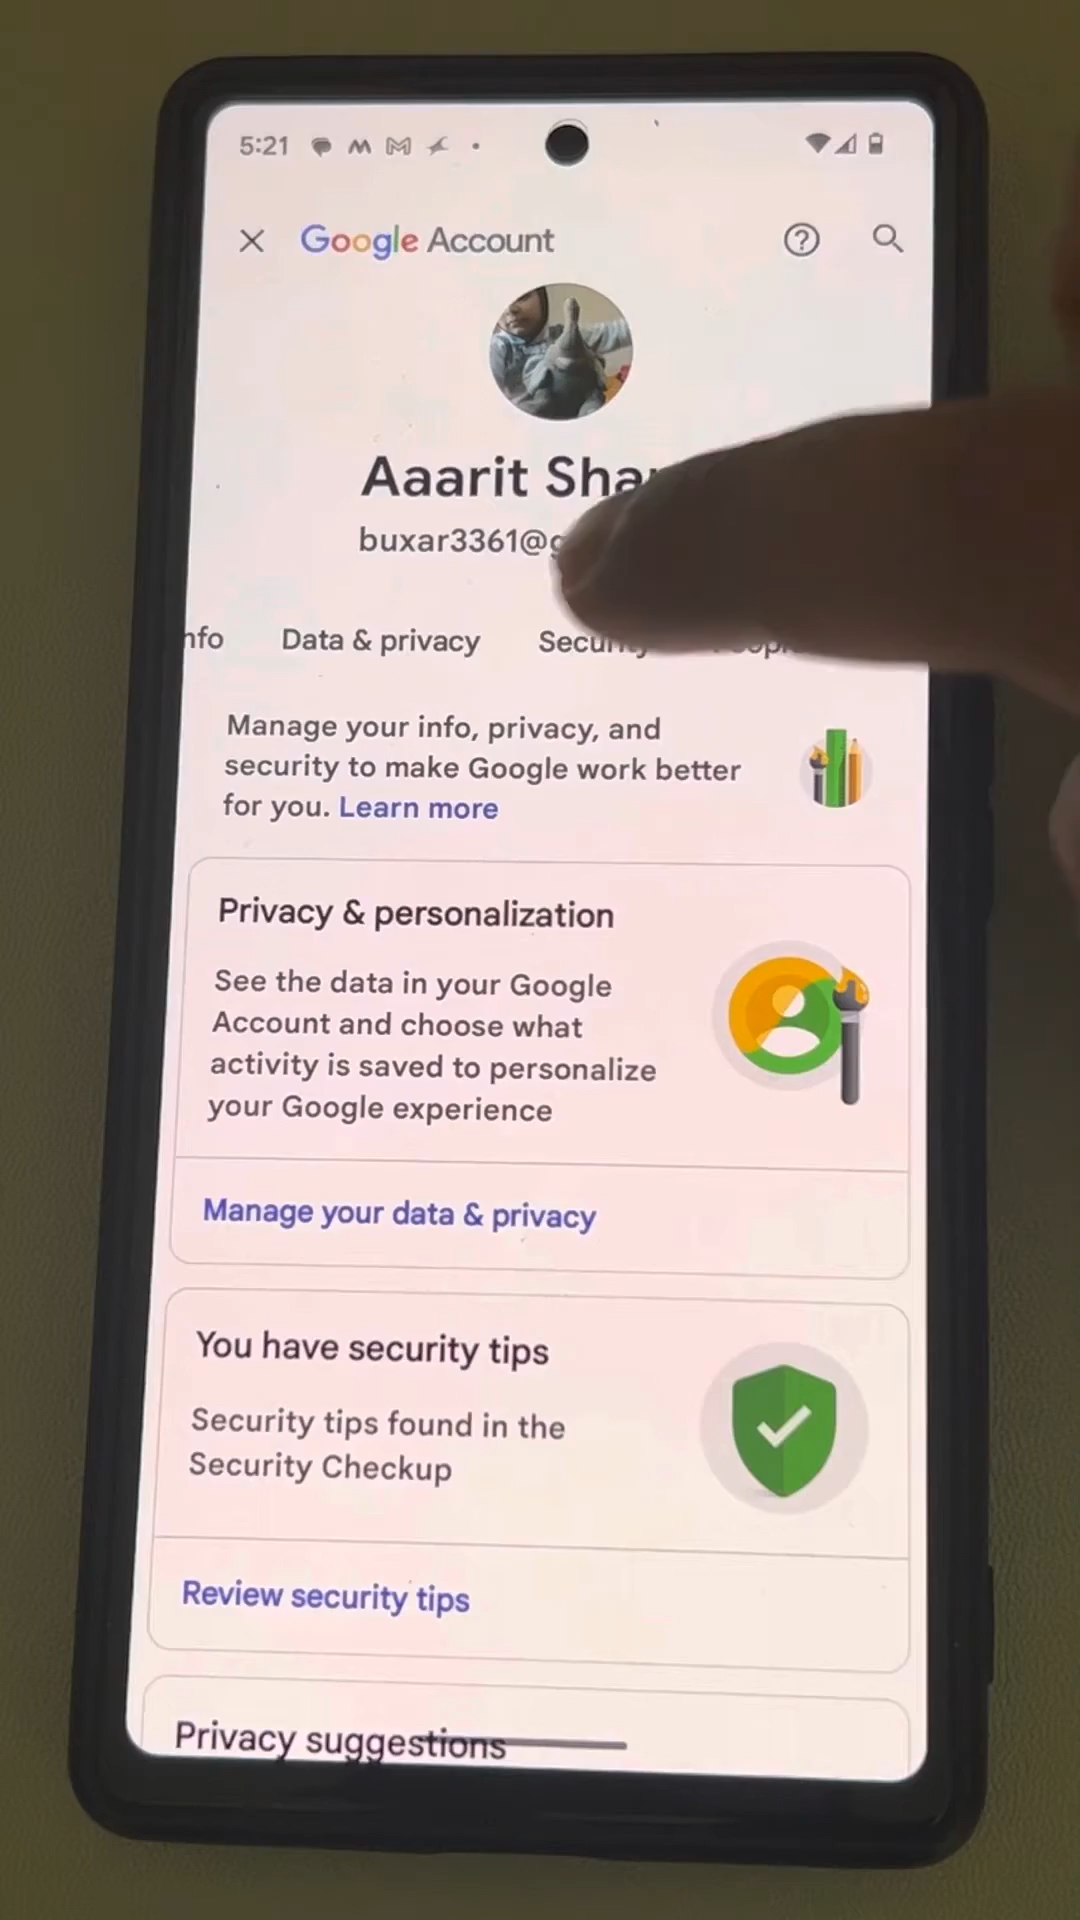 5:21
Google Account
Aaarit
buxar3361@
Data & privacy
Security
Manage your info, privacy, and
security to make Google work better
for you. Learn more
Privacy & personalization
See the data in your Google
Account and choose what
activity is saved to personalize
your Google experience
Manage your data & privacy
You have security tips
Security tips found in the
Security Checkup
Review security tips
Privacy suggestions